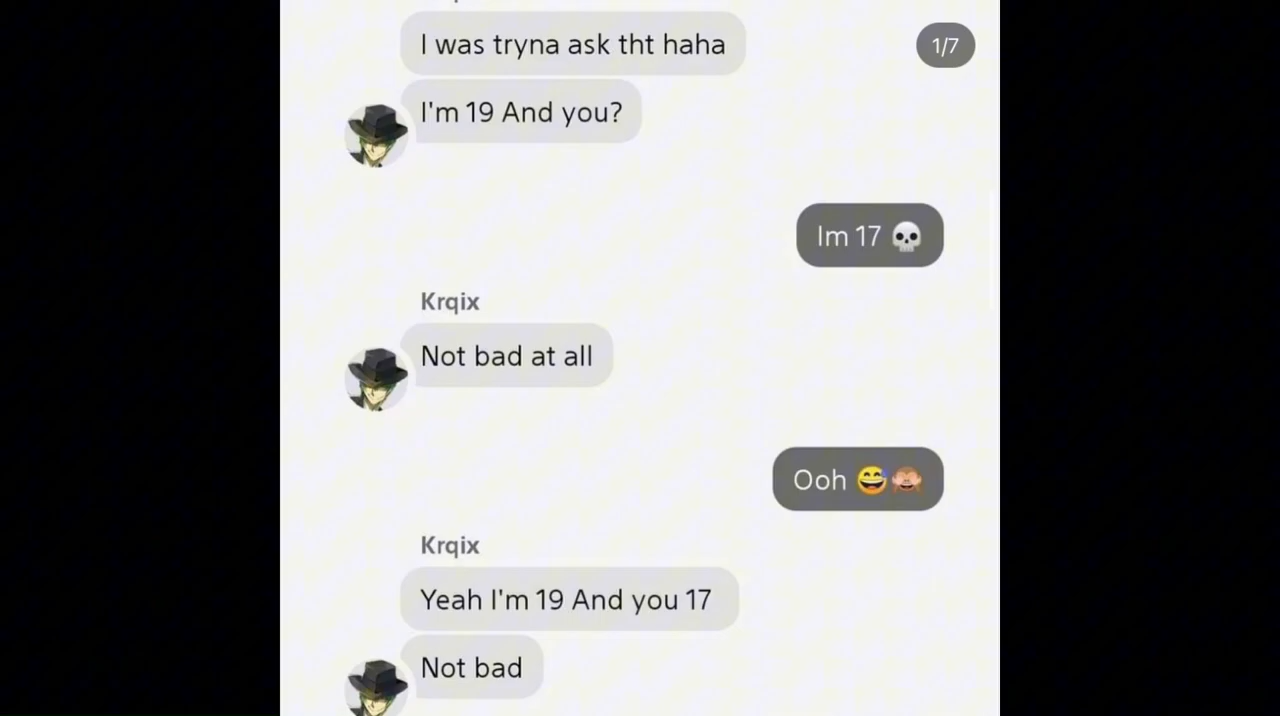 I was tryna ask tht haha
1/7
I'm 19 And you?
Im 17 💀
Krqix
Not bad at all
Ooh 😅🙈
Krqix
Yeah I'm 19 And you 17
Not bad